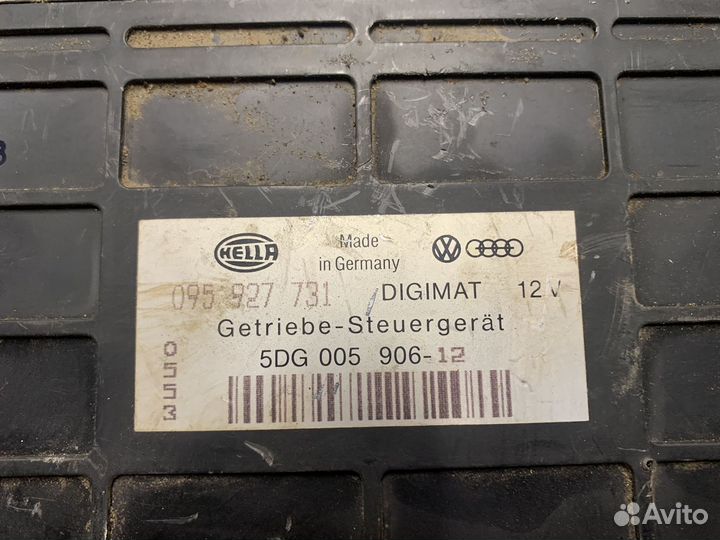 HELLA
Made
in Germany
095 927 731 DIGIMAT 12 V
Getriebe-Steuergerät
5DG 005 906-12
0553
Avito